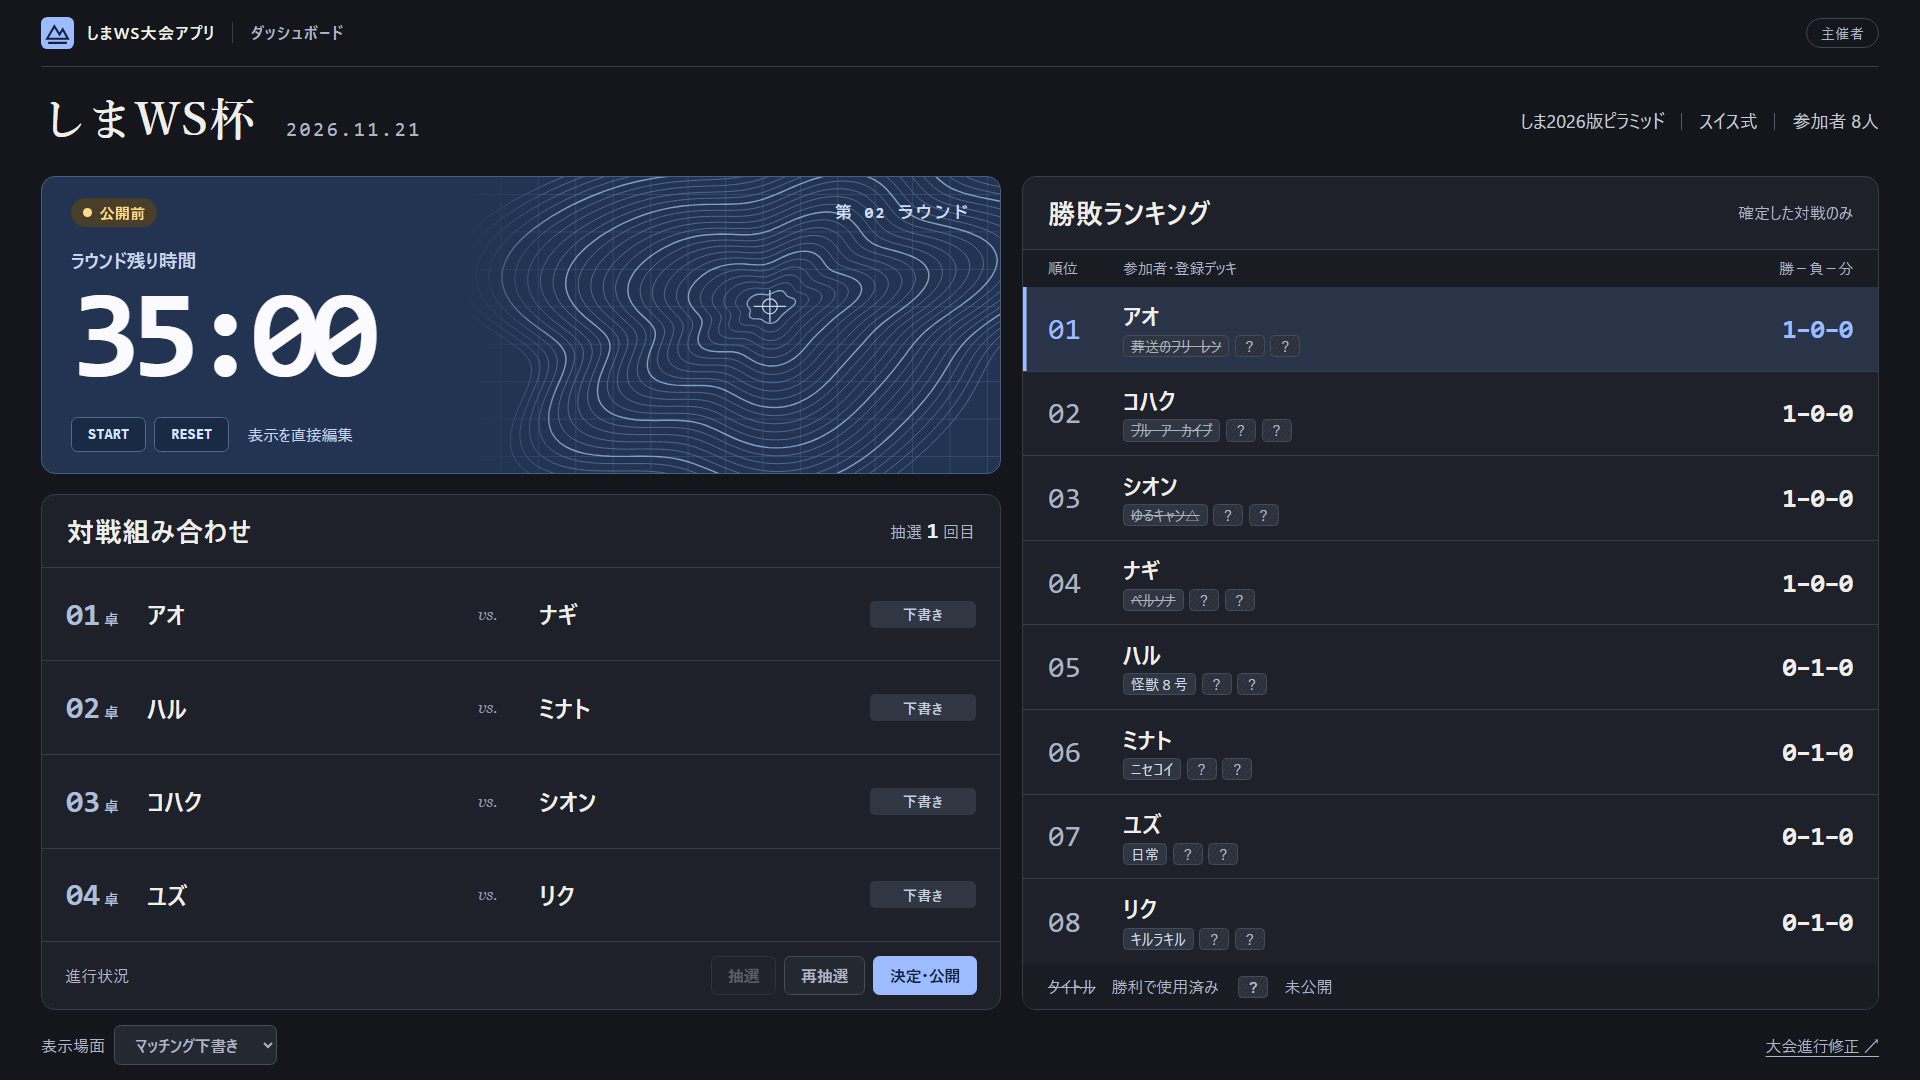 しまWS大会アプリ ダッシュボード 主催者
しまWS杯 2026.11.21 しま2026版ピラミッド スイス式 参加者 8人
公開前
第 02 ラウンド
ラウンド残り時間
35:00
START RESET 表示を直接編集
対戦組み合わせ 抽選 1 回目
01 卓 アオ vs. ナギ 下書き
02 卓 ハル vs. ミナト 下書き
03 卓 コハク vs. シオン 下書き
04 卓 ユズ vs. リク 下書き
進行状況 抽選 再抽選 決定・公開
勝敗ランキング 確定した対戦のみ
順位 参加者・登録デッキ 勝－負－分
01 アオ 1-0-0
葬送のフリーレン ? ?
02 コハク 1-0-0
ブルーアーカイブ ? ?
03 シオン 1-0-0
ゆるキャン△ ? ?
04 ナギ 1-0-0
ペルソナ ? ?
05 ハル 0-1-0
怪獣８号 ? ?
06 ミナト 0-1-0
ニセコイ ? ?
07 ユズ 0-1-0
日常 ? ?
08 リク 0-1-0
キルラキル ? ?
タイトル 勝利で使用済み ? 未公開
表示場面 マッチング下書き 大会進行修正 ↗